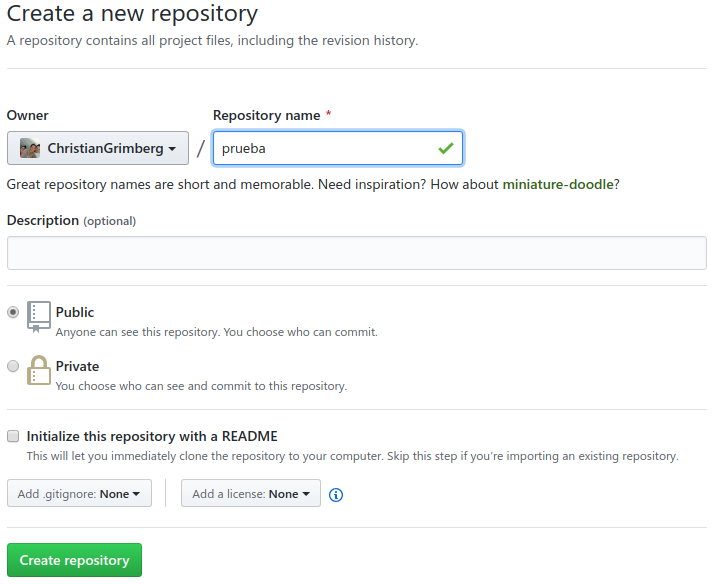 Create a new repository
A repository contains all project files, including the revision history.
Owner
Repository name *
ChristianGrimberg
/
prueba
Great repository names are short and memorable. Need inspiration? How about miniature-doodle?
Description (optional)
Public
Anyone can see this repository. You choose who can commit.
Private
You choose who can see and commit to this repository.
Initialize this repository with a README
This will let you immediately clone the repository to your computer. Skip this step if you’re importing an existing repository.
Add .gitignore: None
Add a license: None
Create repository